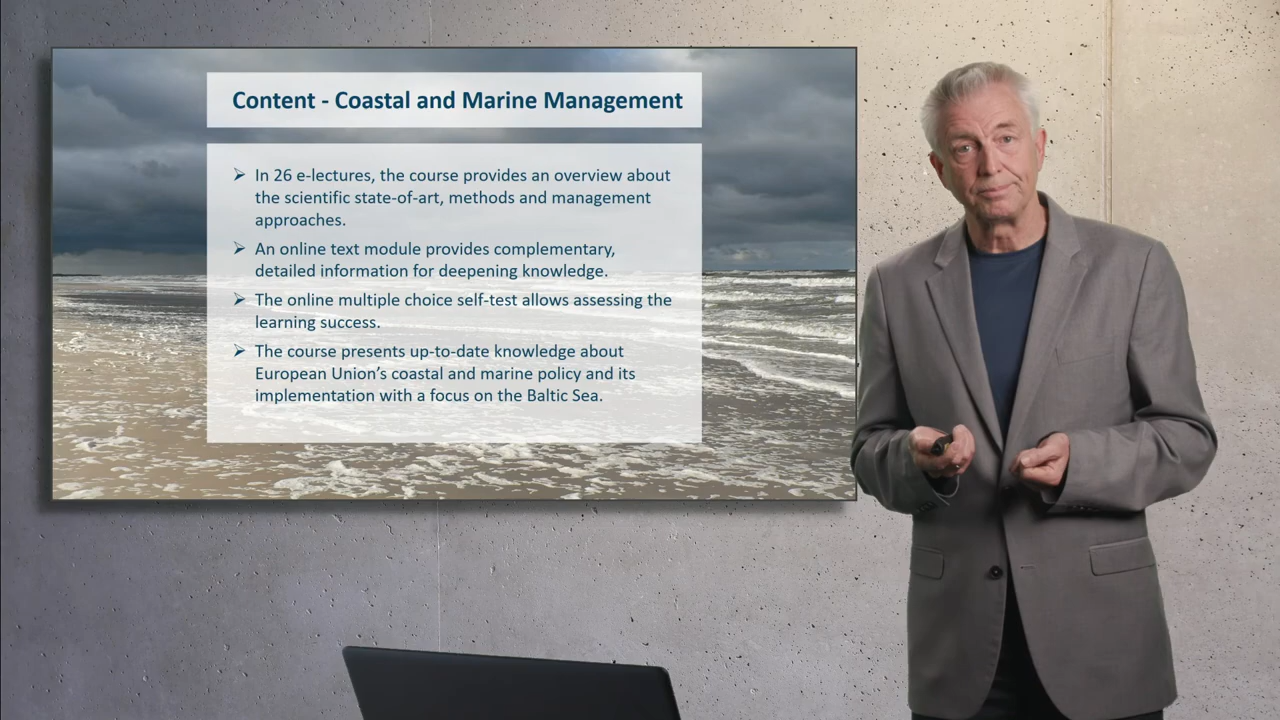 Content - Coastal and Marine Management
➢ In 26 e-lectures, the course provides an overview about
the scientific state-of-art, methods and management
approaches.
➢ An online text module provides complementary,
detailed information for deepening knowledge.
➢ The online multiple choice self-test allows assessing the
learning success.
➢ The course presents up-to-date knowledge about
European Union’s coastal and marine policy and its
implementation with a focus on the Baltic Sea.